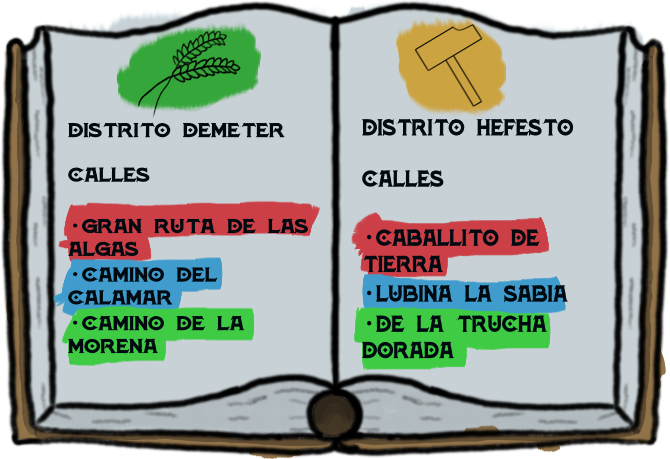 DISTRITO DEMETER
CALLES
·GRAN RUTA DE LAS
ALGAS
·CAMINO DEL
CALAMAR
·CAMINO DE LA
MORENA
DISTRITO HEFESTO
CALLES
·CABALLITO DE
TIERRA
·LUBINA LA SABIA
·DE LA TRUCHA
DORADA